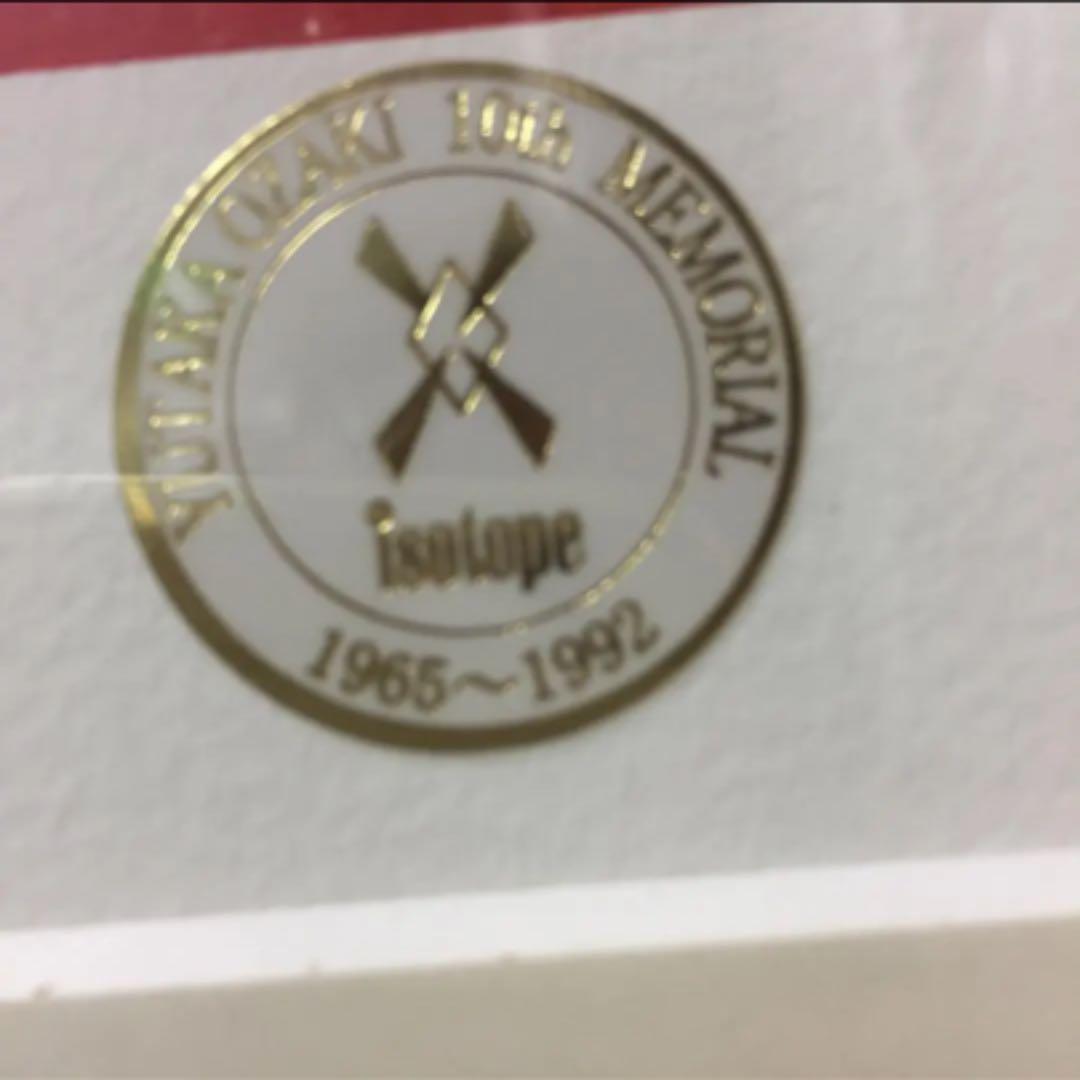 YUTAKA OZAKI 10th MEMORIAL
isotope
1965～1992